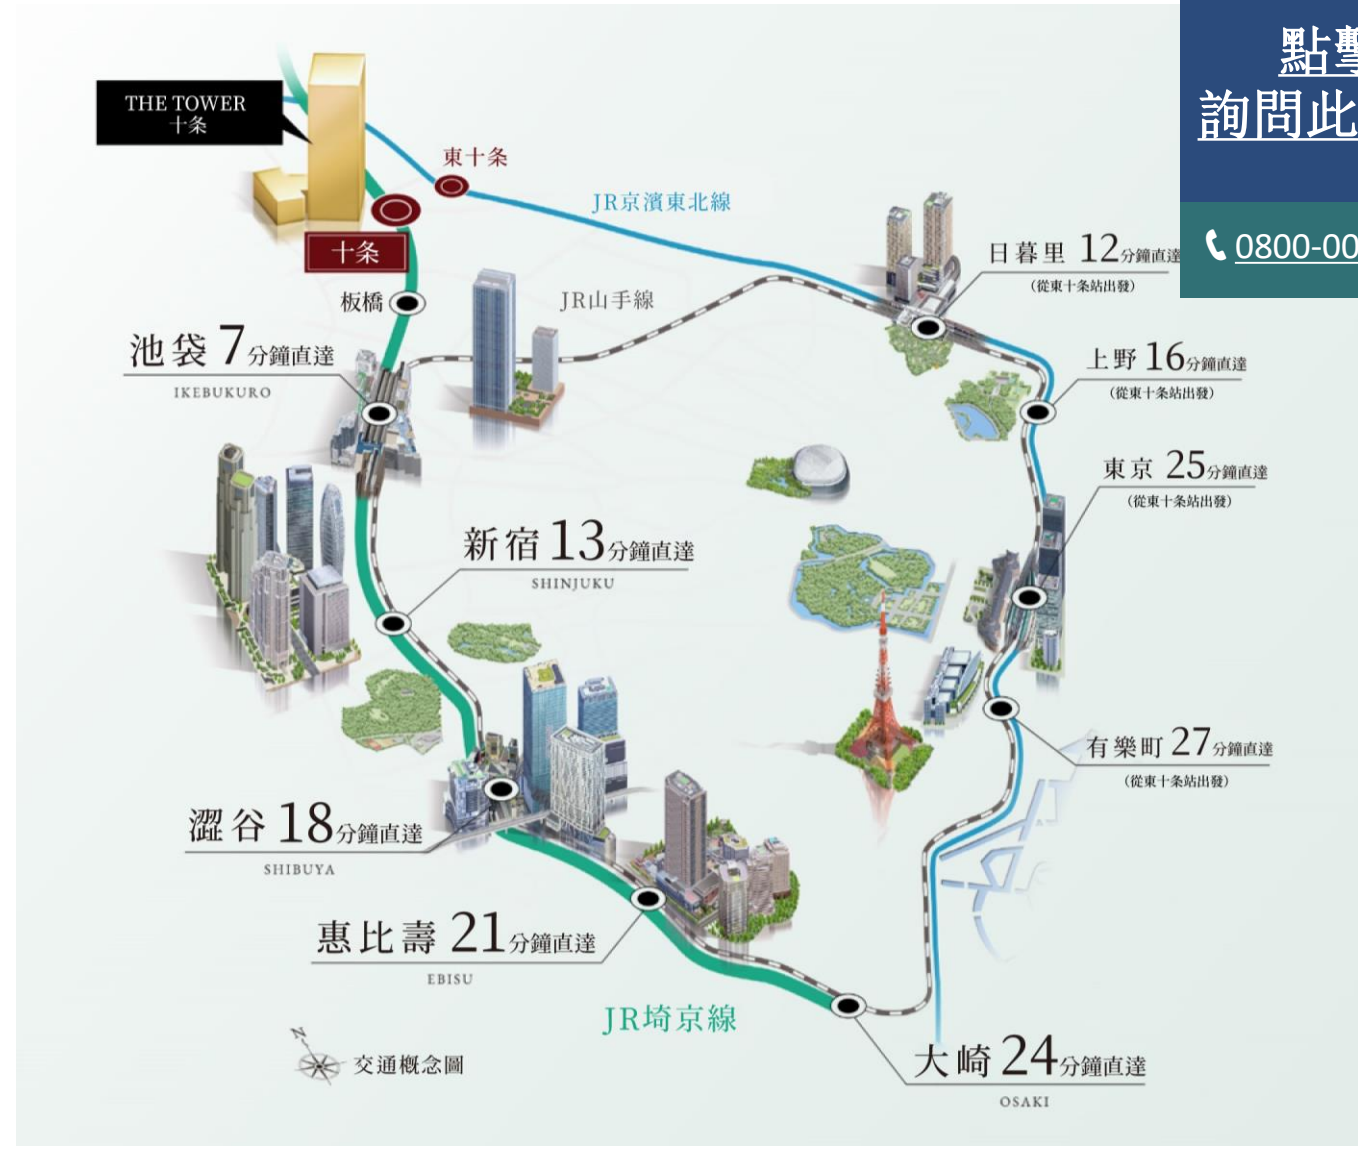 點擊
詢問此
0800-00
THE TOWER
十条
東十条
JR京濱東北線
十条
日暮里 12分鐘直達
（從東十条站出發）
板橋
JR山手線
池袋 7分鐘直達
IKEBUKURO
上野 16分鐘直達
（從東十条站出發）
東京 25分鐘直達
（從東十条站出發）
新宿 13分鐘直達
SHINJUKU
有樂町 27分鐘直達
（從東十条站出發）
澀谷 18分鐘直達
SHIBUYA
惠比壽 21分鐘直達
EBISU
JR埼京線
大崎 24分鐘直達
OSAKI
N
交通概念圖